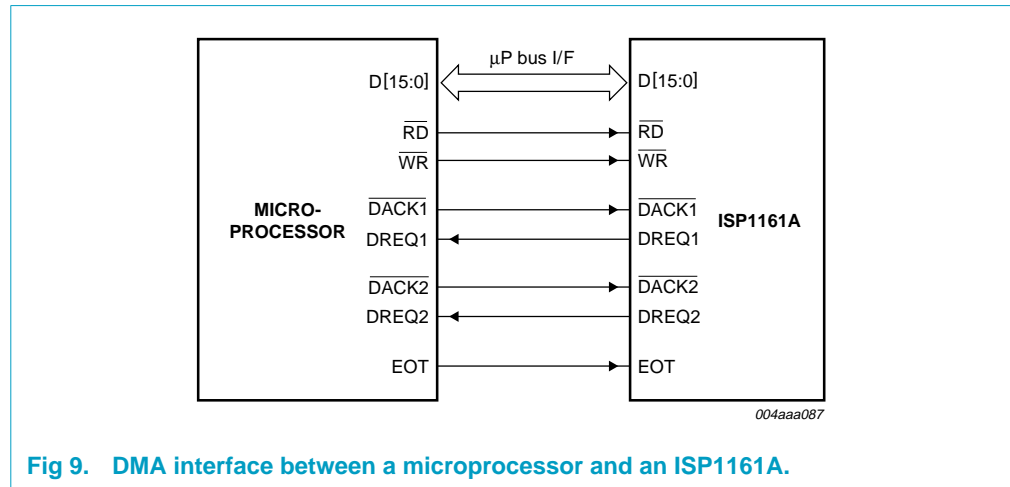 µP bus I/F
D[15:0] D[15:0]
RD RD
WR WR
MICRO-
PROCESSOR
DACK1 DACK1
ISP1161A
DREQ1 DREQ1
DACK2 DACK2
DREQ2 DREQ2
EOT EOT
004aaa087
Fig 9. DMA interface between a microprocessor and an ISP1161A.